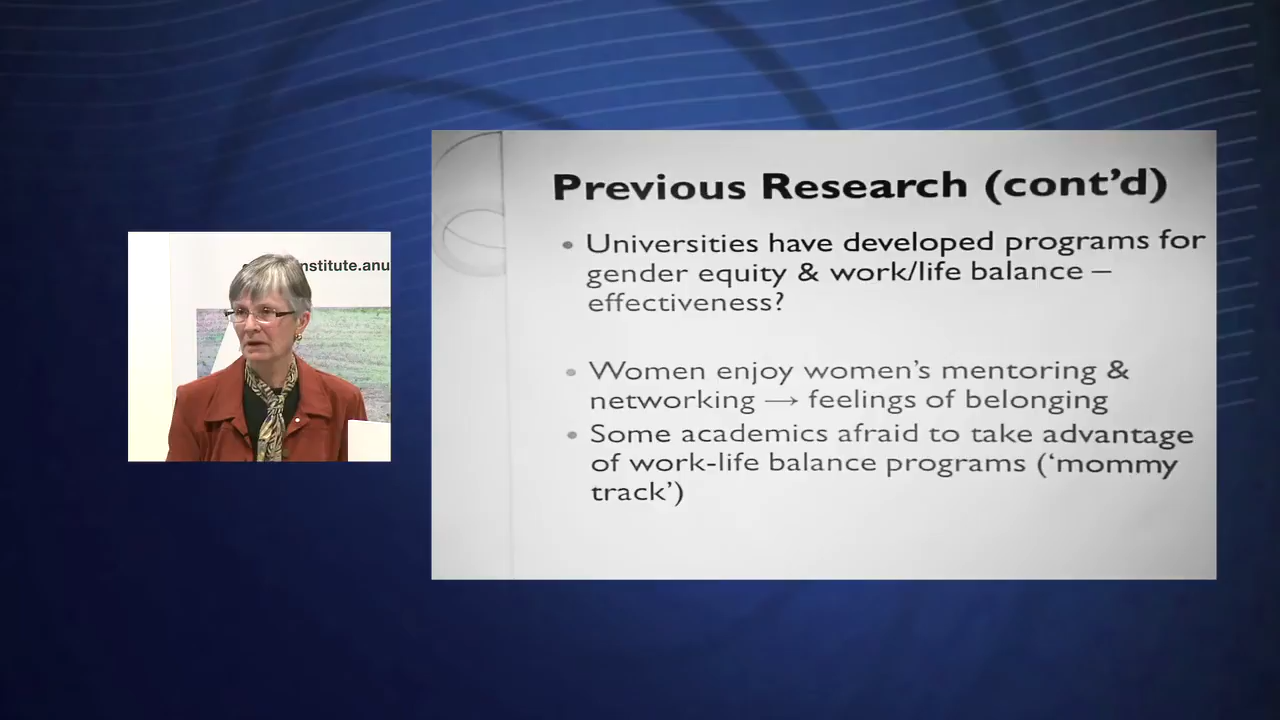 nstitute.anu
Previous Research (cont'd)
• Universities have developed programs for
gender equity & work/life balance –
effectiveness?
• Women enjoy women's mentoring &
networking → feelings of belonging
• Some academics afraid to take advantage
of work-life balance programs ('mommy
track')